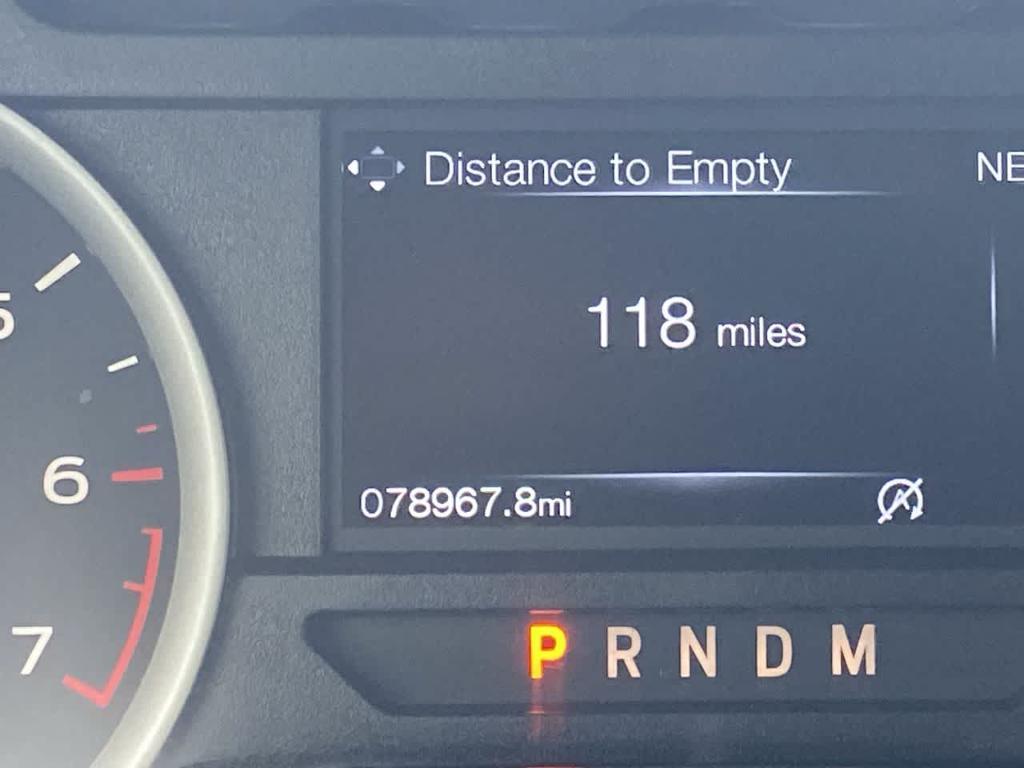 Distance to Empty NE
5
118 miles
6
078967.8mi
7
P R N D M